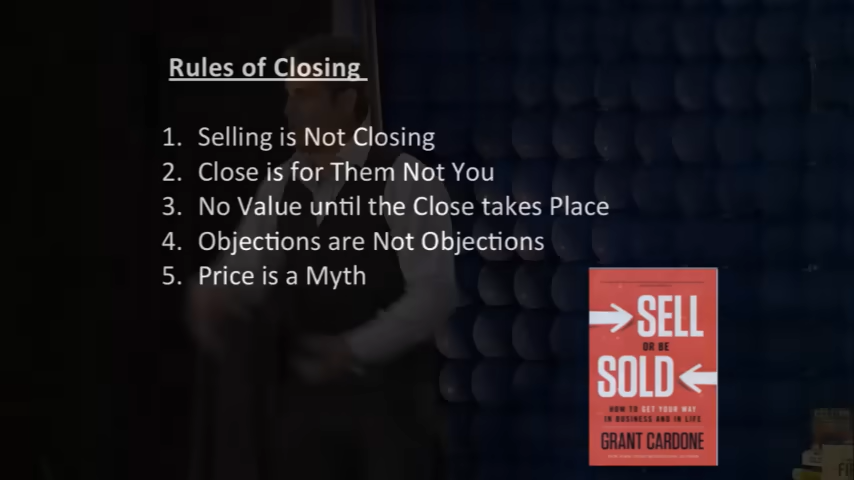 Rules of Closing
1. Selling is Not Closing
2. Close is for Them Not You
3. No Value until the Close takes Place
4. Objections are Not Objections
5. Price is a Myth
SELL
OR BE
SOLD
HOW TO GET YOUR WAY
IN BUSINESS AND IN LIFE
GRANT CARDONE